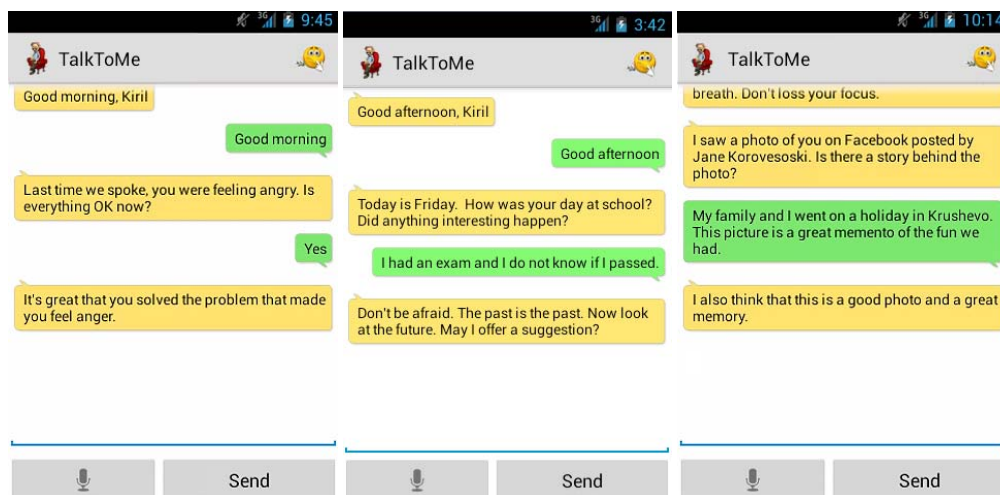 3G 9:45
TalkToMe
Good morning, Kiril
Good morning
Last time we spoke, you were feeling angry. Is
everything OK now?
Yes
It's great that you solved the problem that made
you feel anger.
Send
3G 3:42
TalkToMe
Good afternoon, Kiril
Good afternoon
Today is Friday. How was your day at school?
Did anything interesting happen?
I had an exam and I do not know if I passed.
Don't be afraid. The past is the past. Now look
at the future. May I offer a suggestion?
Send
3G 10:14
TalkToMe
breath. Don't loss your focus.
I saw a photo of you on Facebook posted by
Jane Korovesoski. Is there a story behind the
photo?
My family and I went on a holiday in Krushevo.
This picture is a great memento of the fun we
had.
I also think that this is a good photo and a great
memory.
Send